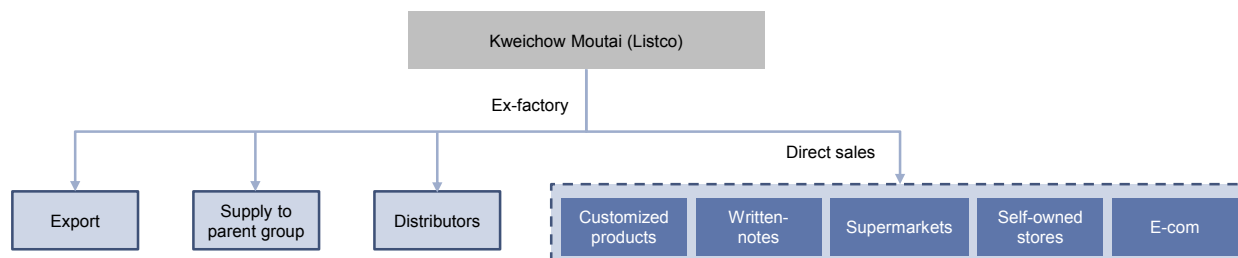 Kweichow Moutai (Listco)
Ex-factory
Direct sales
Export
Supply to
parent group
Distributors
Customized
products
Written-
notes
Supermarkets
Self-owned
stores
E-com